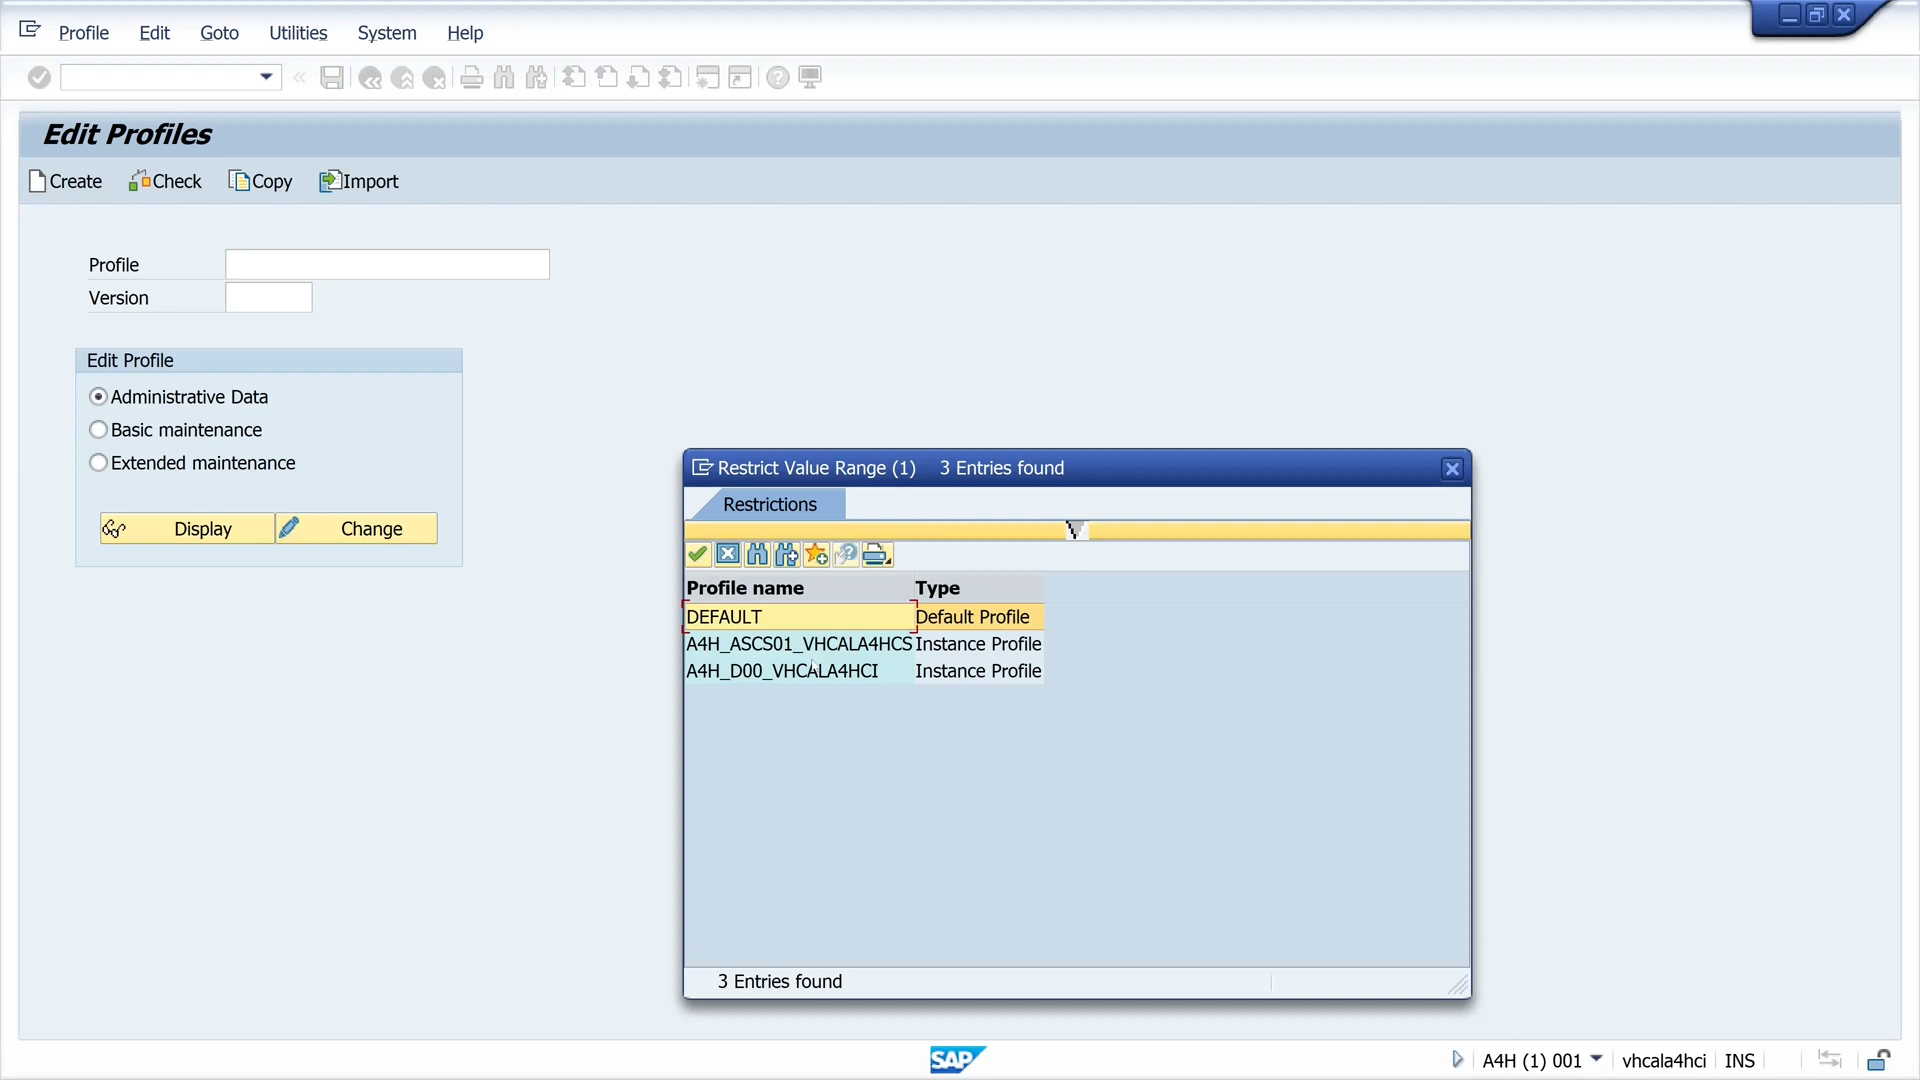 Profile Edit Goto Utilities System Help
Edit Profiles
Create Check Copy Import
Profile
Version
Edit Profile
Administrative Data
Basic maintenance
Extended maintenance
Display Change
Restrict Value Range (1) 3 Entries found
Restrictions
Profile name Type
DEFAULT Default Profile
A4H_ASCS01_VHCALA4HCS Instance Profile
A4H_D00_VHCALA4HCI Instance Profile
3 Entries found
SAP A4H (1) 001 vhcala4hci INS